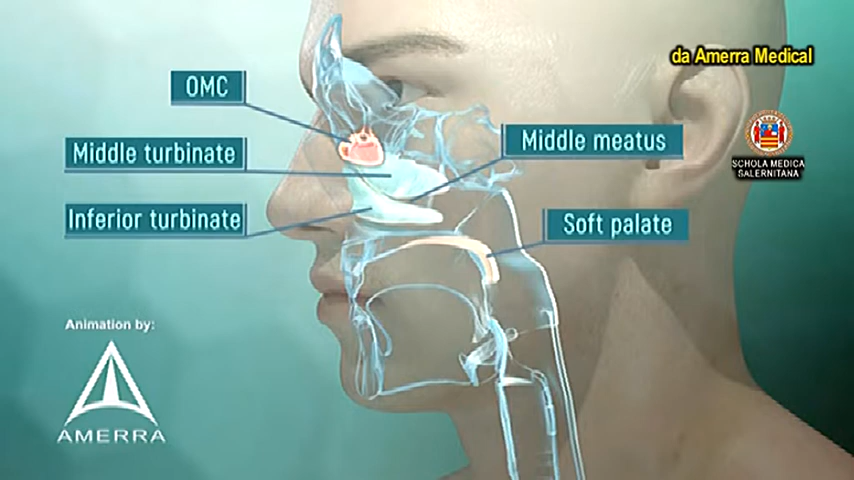 da Amerra Medical
OMC
Middle turbinate
Middle meatus
SCHOLA MEDICA
SALERNITANA
Inferior turbinate
Soft palate
Animation by:
AMERRA